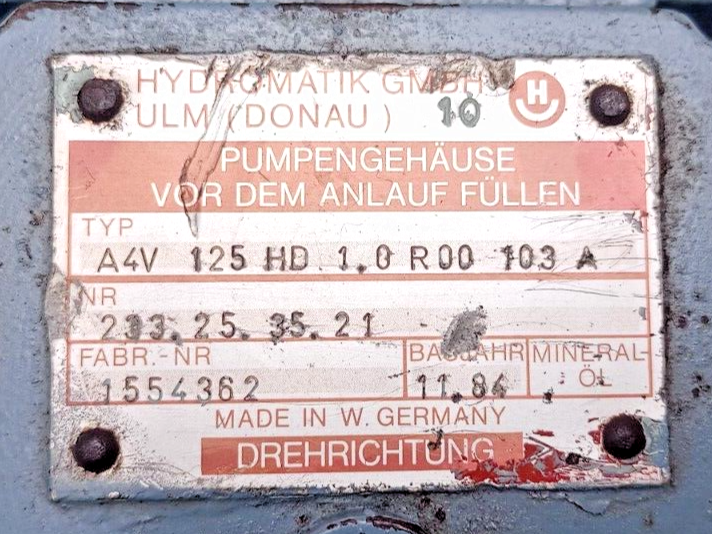 HYDROMATIK GMBH
ULM (DONAU ) 10
H
PUMPENGEHÄUSE
VOR DEM ANLAUF FÜLLEN
TYP
A4V 125 HD 1.0 R00 103 A
NR
233.25.35.21
FABR.-NR BAUJAHR MINERAL-
1554362 11.84 ÖL
MADE IN W. GERMANY
DREHRICHTUNG